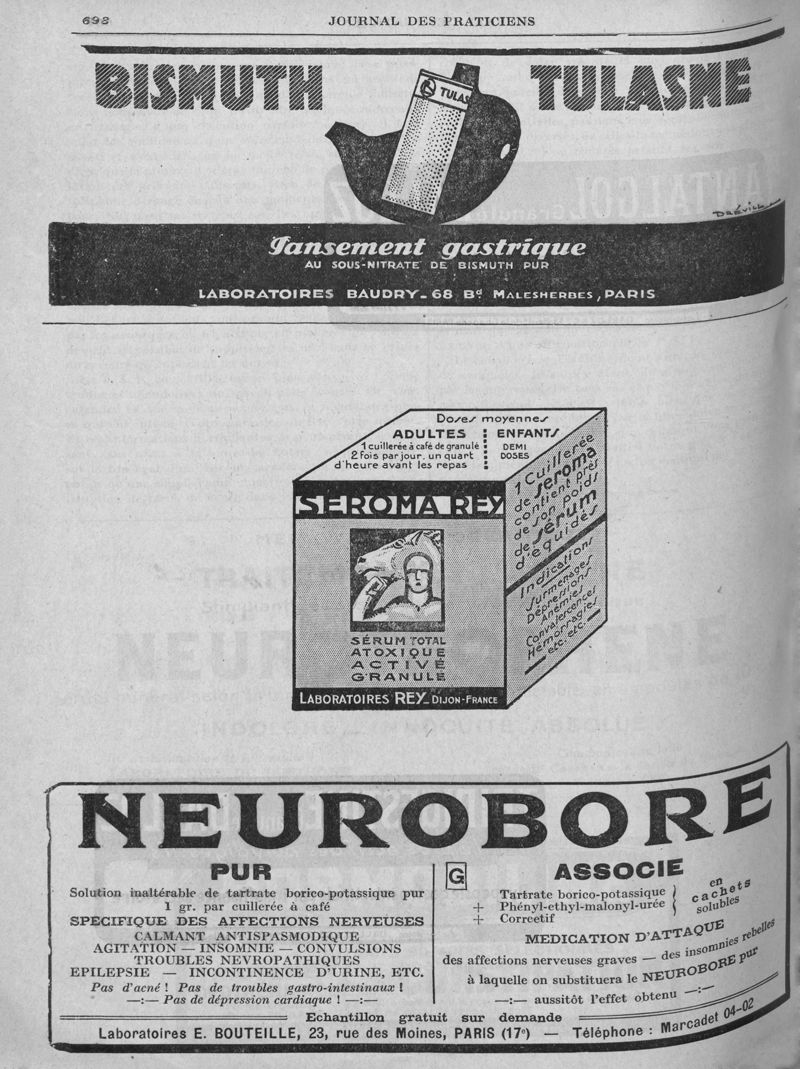 698
JOURNAL DES PRATICIENS
BISMUTH TULASNE
TULAS
DRÉVILL
Pansement gastrique
AU SOUS-NITRATE DE BISMUTH PUR
LABORATOIRES BAUDRY_68 Bd MALESHERBES, PARIS
Doses moyennes
ADULTES
1 cuillerée à café de granulé
2 fois par jour, un quart
d'heure avant les repas
ENFANTS
DEMI
DOSES
SEROMA REY
SÉRUM TOTAL
ATOXIQUE
ACTIVÉ
GRANULÉ
LABORATOIRES REY_DIJON-FRANCE
1 Cuillerée
de seroma
contient près
de son poids
de sérum
d'équidés
Indications
Surmenages
Dépressions
Anémies
Convalescences
Hémorragies
etc. etc.
NEUROBORE
PUR
Solution inaltérable de tartrate borico-potassique pur
1 gr. par cuillerée à café
SPECIFIQUE DES AFFECTIONS NERVEUSES
CALMANT ANTISPASMODIQUE
AGITATION — INSOMNIE — CONVULSIONS
TROUBLES NEVROPATHIQUES
EPILEPSIE — INCONTINENCE D'URINE, ETC.
Pas d'acné ! Pas de troubles gastro-intestinaux !
—:— Pas de dépression cardiaque ! —:—
G
ASSOCIE
Tartrate borico-potassique
+ Phényl-ethyl-malonyl-urée
+ Correctif
en
cachets
solubles
MEDICATION D'ATTAQUE
des affections nerveuses graves — des insomnies rebelles
à laquelle on substituera le NEUROBORE pur
—:— aussitôt l'effet obtenu —:—
Echantillon gratuit sur demande
Laboratoires E. BOUTEILLE, 23, rue des Moines, PARIS (17e) — Téléphone : Marcadet 04-02